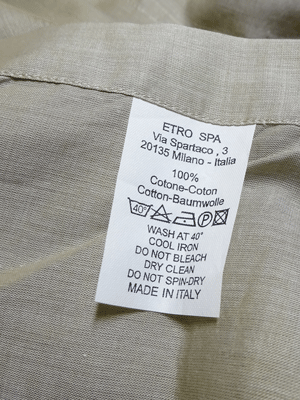 ETRO SPA
Via Spartaco , 3
20135 Milano - Italia
100%
Cotone-Coton
Cotton-Baumwolle
40° P
WASH AT 40°
COOL IRON
DO NOT BLEACH
DRY CLEAN
DO NOT SPIN-DRY
MADE IN ITALY